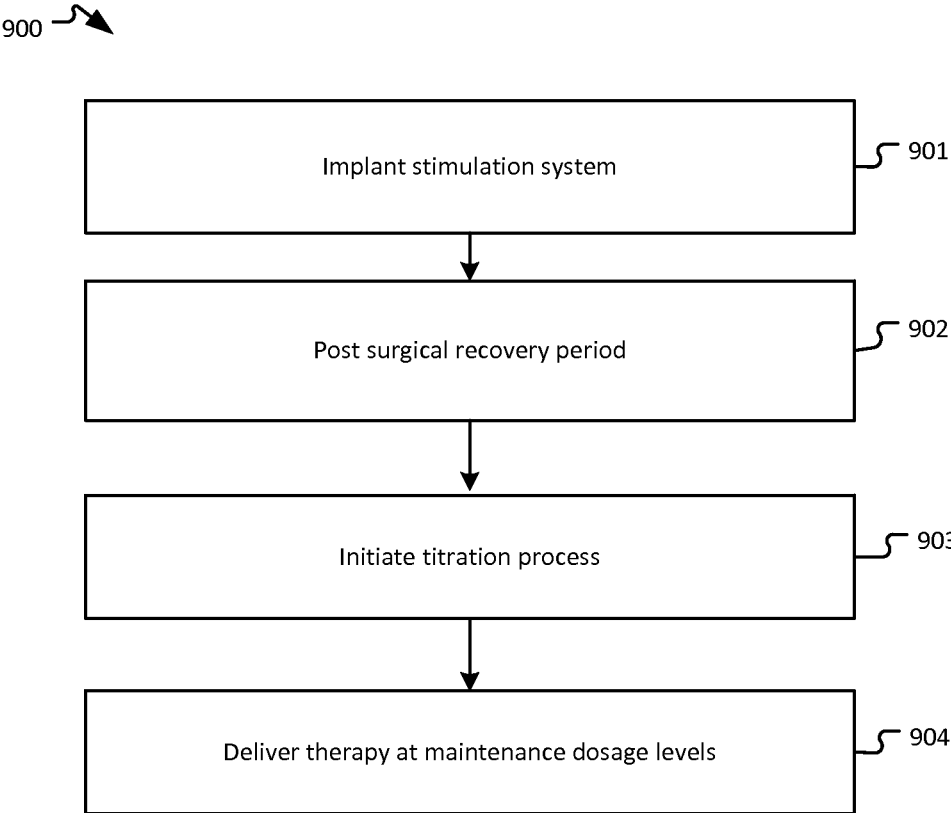 900
Implant stimulation system
901
Post surgical recovery period
902
Initiate titration process
903
Deliver therapy at maintenance dosage levels
904